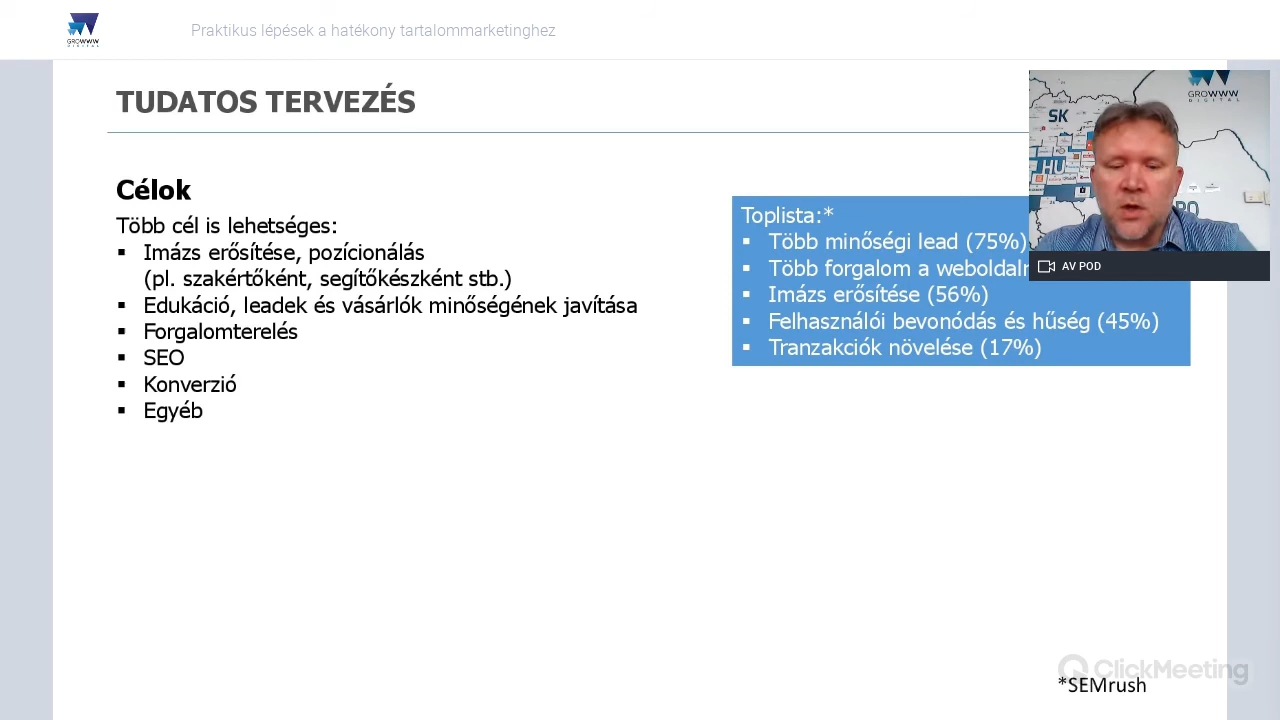 GROWWW
DIGITAL
Praktikus lépések a hatékony tartalommarketinghez
TUDATOS TERVEZÉS
Célok
Több cél is lehetséges:
▪ Imázs erősítése, pozícionálás
(pl. szakértőként, segítőkészként stb.)
▪ Edukáció, leadek és vásárlók minőségének javítása
▪ Forgalomterelés
▪ SEO
▪ Konverzió
▪ Egyéb
Toplista:*
▪ Több minőségi lead (75%)
▪ Több forgalom a
▪ Imázs erősítése (56%)
▪ Felhasználói bevonódás és hűség (45%)
▪ Tranzakciók növelése (17%)
GROWWW
DIGITAL
SK
HU
RO
AV POD
ClickMeeting
*SEMrush